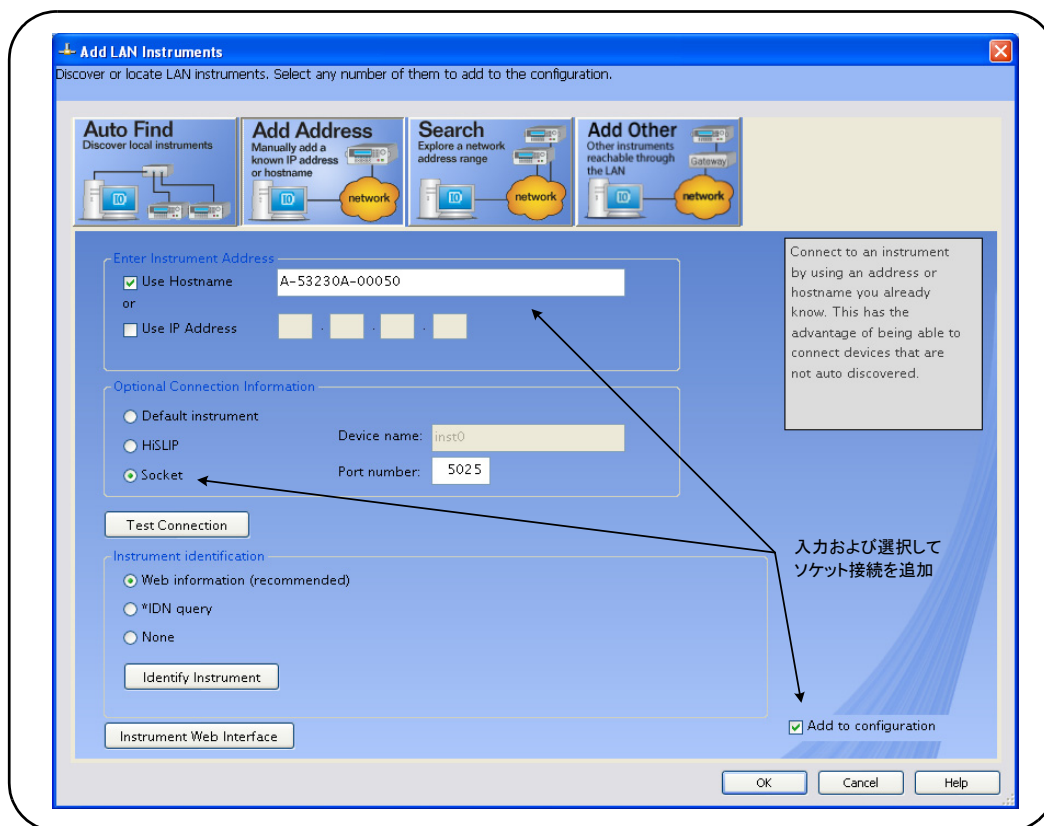 Add LAN Instruments
Discover or locate LAN instruments. Select any number of them to add to the configuration.
Auto Find
Discover local instruments
IO
Add Address
Manually add a
known IP address
or hostname
IO
network
Search
Explore a network
address range
IO
network
Add Other
Other instruments
reachable through
the LAN
Gateway
IO
network
Enter Instrument Address
Use Hostname A-53230A-00050
or
Use IP Address . . .
Connect to an instrument
by using an address or
hostname you already
know. This has the
advantage of being able to
connect devices that are
not auto discovered.
Optional Connection Information
Default instrument
HiSLIP
Socket
Device name: inst0
Port number: 5025
Test Connection
入力および選択して
ソケット接続を追加
Instrument identification
Web information (recommended)
*IDN query
None
Identify Instrument
Instrument Web Interface
Add to configuration
OK Cancel Help